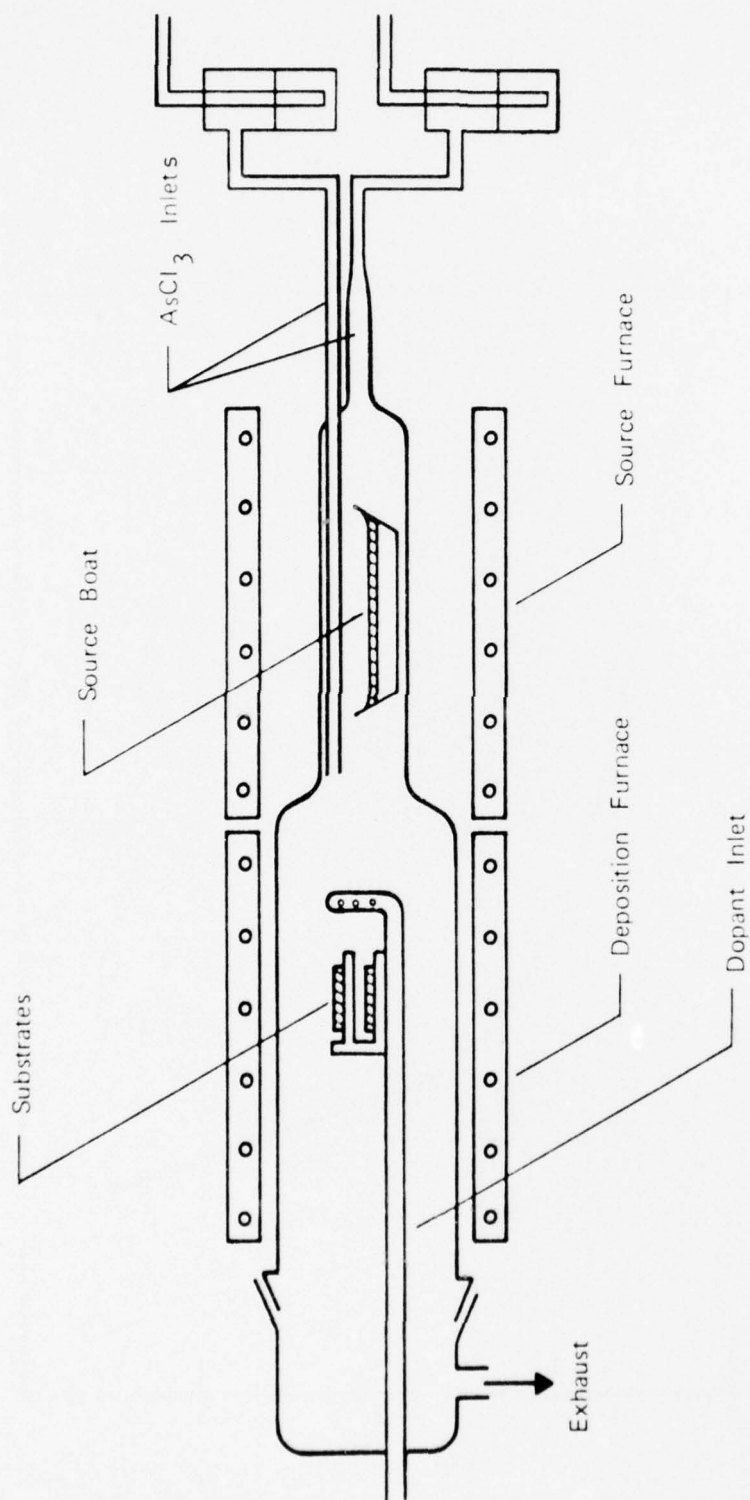 AsCl3 Inlets
Source Boat
Substrates
Source Furnace
Deposition Furnace
Dopant Inlet
Exhaust